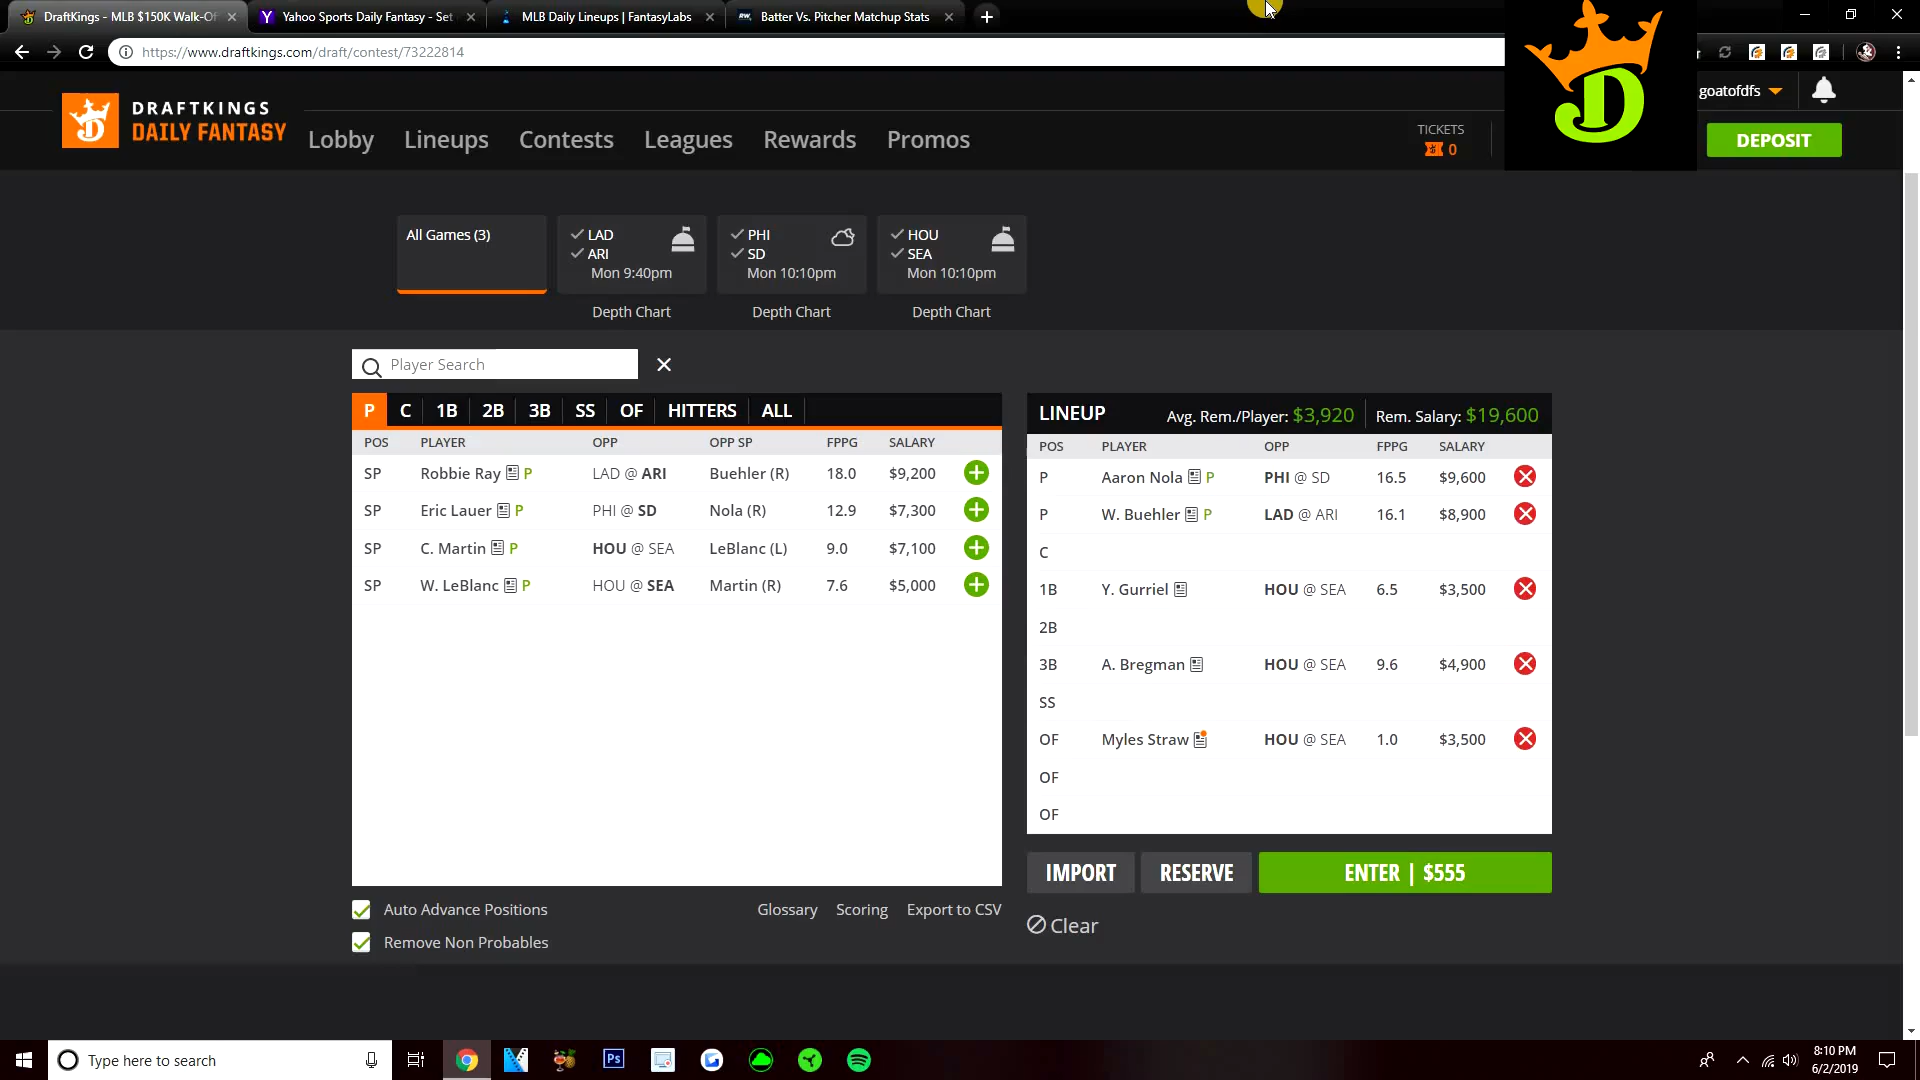 DraftKings - MLB $150K Walk-Of
Yahoo Sports Daily Fantasy - Set
MLB Daily Lineups | FantasyLabs
Batter Vs. Pitcher Matchup Stats
https://www.draftkings.com/draft/contest/73222814
DRAFTKINGS
DAILY FANTASY
Lobby Lineups Contests Leagues Rewards Promos
TICKETS
0
goatofdfs
DEPOSIT
All Games (3)
LAD
ARI
Mon 9:40pm
Depth Chart
PHI
SD
Mon 10:10pm
Depth Chart
HOU
SEA
Mon 10:10pm
Depth Chart
Player Search
P C 1B 2B 3B SS OF HITTERS ALL
POS PLAYER OPP OPP SP FPPG SALARY
SP Robbie Ray P LAD @ ARI Buehler (R) 18.0 $9,200
SP Eric Lauer P PHI @ SD Nola (R) 12.9 $7,300
SP C. Martin P HOU @ SEA LeBlanc (L) 9.0 $7,100
SP W. LeBlanc P HOU @ SEA Martin (R) 7.6 $5,000
Auto Advance Positions
Remove Non Probables
Glossary Scoring Export to CSV
LINEUP Avg. Rem./Player: $3,920 Rem. Salary: $19,600
POS PLAYER OPP FPPG SALARY
P Aaron Nola P PHI @ SD 16.5 $9,600
P W. Buehler P LAD @ ARI 16.1 $8,900
C
1B Y. Gurriel HOU @ SEA 6.5 $3,500
2B
3B A. Bregman HOU @ SEA 9.6 $4,900
SS
OF Myles Straw HOU @ SEA 1.0 $3,500
OF
OF
IMPORT RESERVE ENTER | $555
Clear
Type here to search
Ps
8:10 PM
6/2/2019